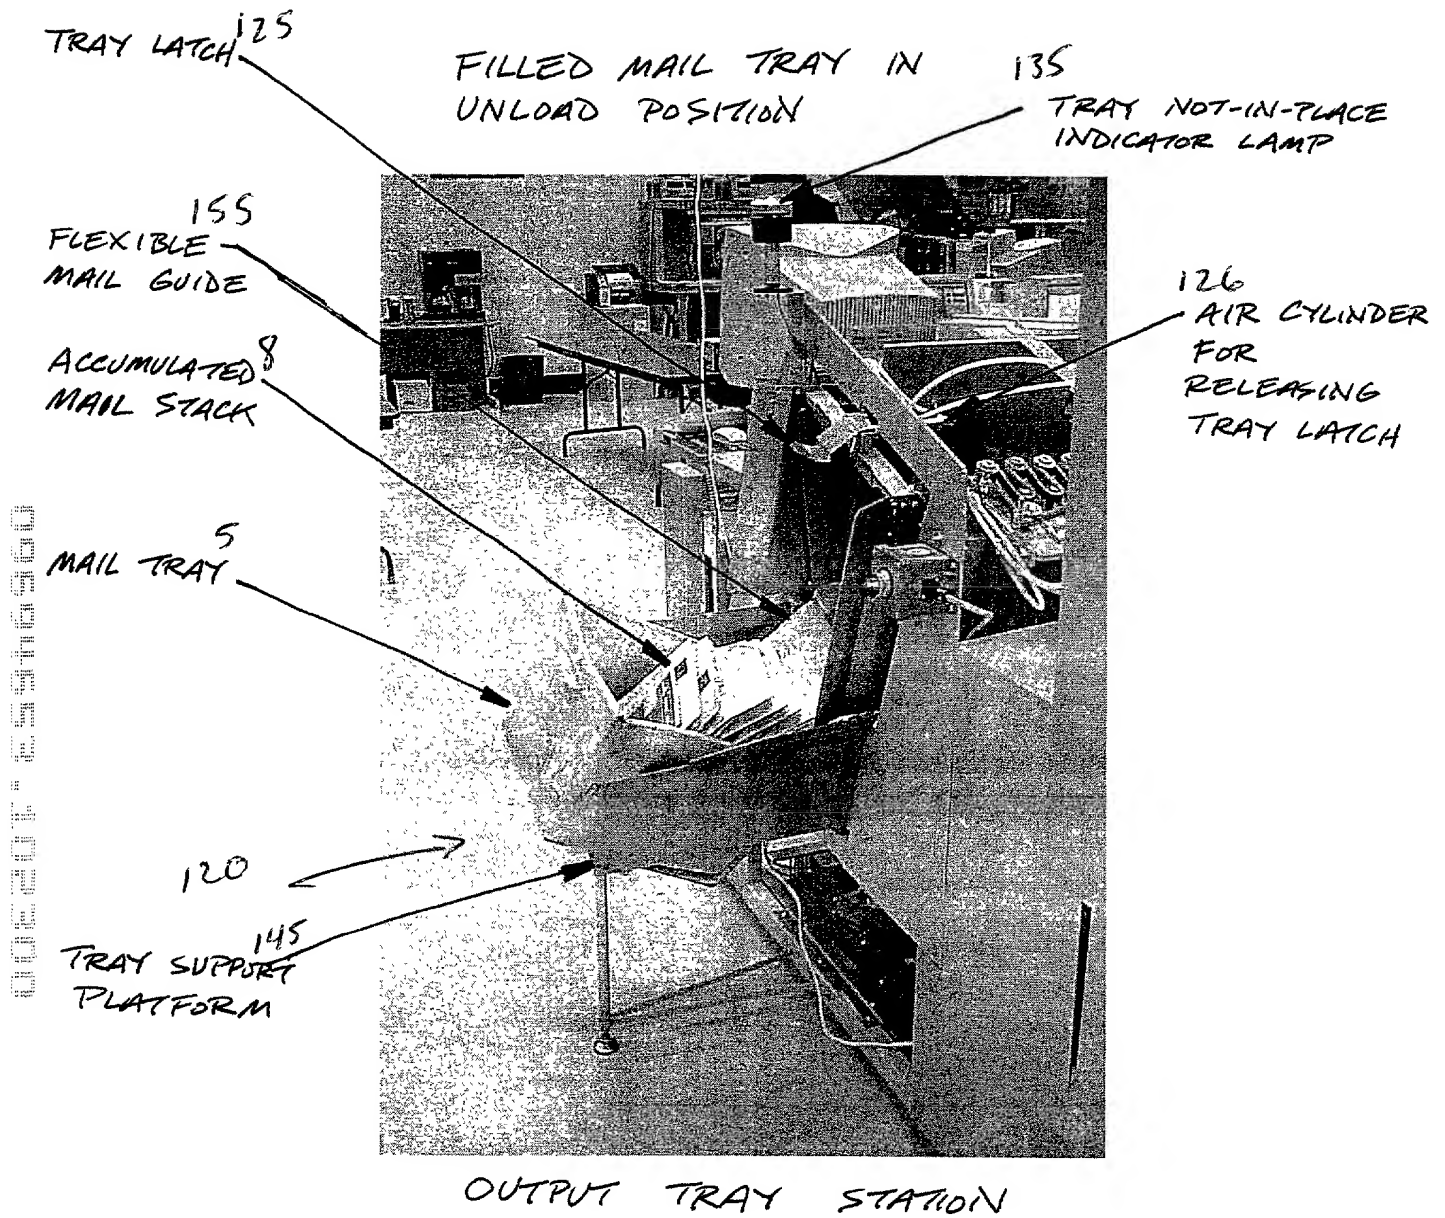 TRAY LATCH 125
FILLED MAIL TRAY IN
UNLOAD POSITION
135
TRAY NOT-IN-PLACE
INDICATOR LAMP
155
FLEXIBLE
MAIL GUIDE
126
AIR CYLINDER
FOR
RELEASING
TRAY LATCH
ACCUMULATED 8
MAIL STACK
MAIL TRAY 5
120
TRAY SUPPORT 145
PLATFORM
OUTPUT TRAY STATION